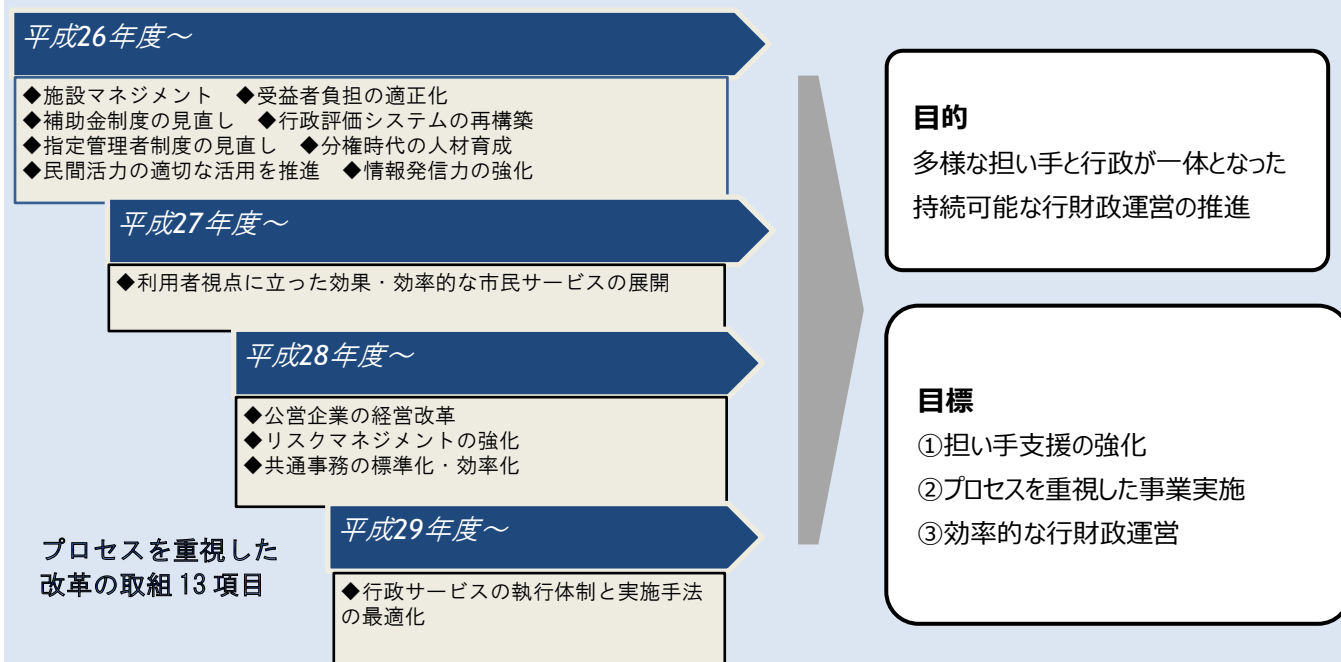 平成26年度～
◆施設マネジメント ◆受益者負担の適正化
◆補助金制度の見直し ◆行政評価システムの再構築
◆指定管理者制度の見直し ◆分権時代の人材育成
◆民間活力の適切な活用を推進 ◆情報発信力の強化
平成27年度～
◆利用者視点に立った効果・効率的な市民サービスの展開
平成28年度～
◆公営企業の経営改革
◆リスクマネジメントの強化
◆共通事務の標準化・効率化
平成29年度～
◆行政サービスの執行体制と実施手法
の最適化
プロセスを重視した
改革の取組 13 項目
目的
多様な担い手と行政が一体となった
持続可能な行財政運営の推進
目標
①担い手支援の強化
②プロセスを重視した事業実施
③効率的な行財政運営